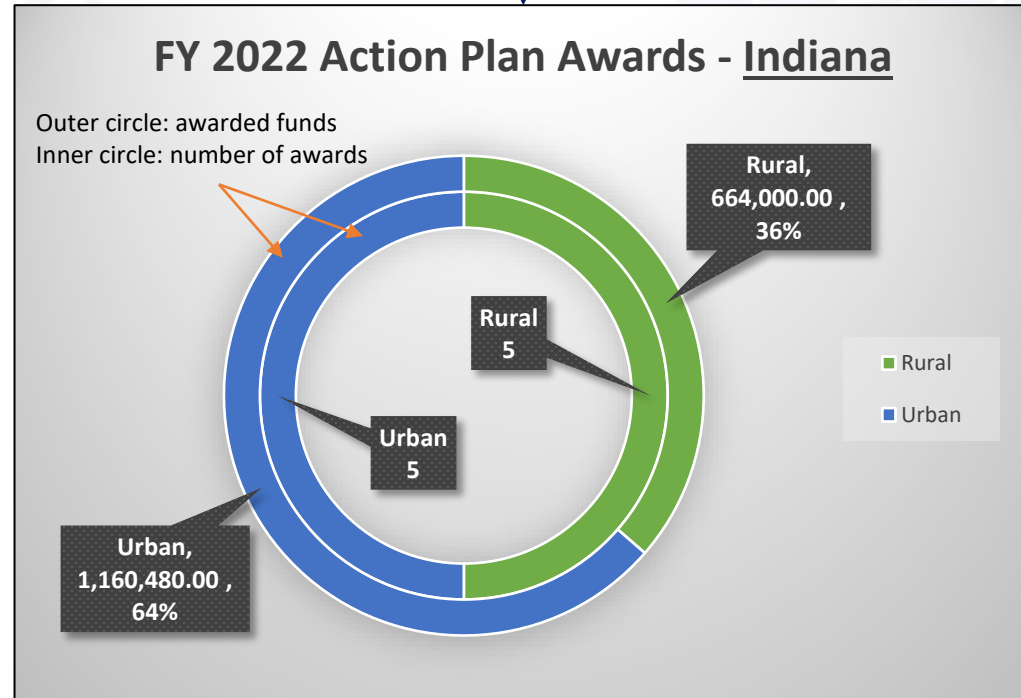 FY 2022 Action Plan Awards - Indiana
Outer circle: awarded funds
Inner circle: number of awards
Rural,
664,000.00 ,
36%
Rural
5
Rural
Urban
Urban
5
Urban,
1,160,480.00 ,
64%